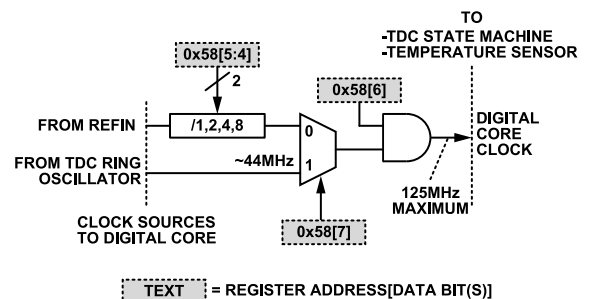 TO
-TDC STATE MACHINE
-TEMPERATURE SENSOR
0x58[5:4]
2
0x58[6]
FROM REFIN
/1,2,4,8
0
DIGITAL
CORE
CLOCK
FROM TDC RING
OSCILLATOR
~44MHz
1
125MHz
MAXIMUM
CLOCK SOURCES
TO DIGITAL CORE
0x58[7]
TEXT = REGISTER ADDRESS[DATA BIT(S)]